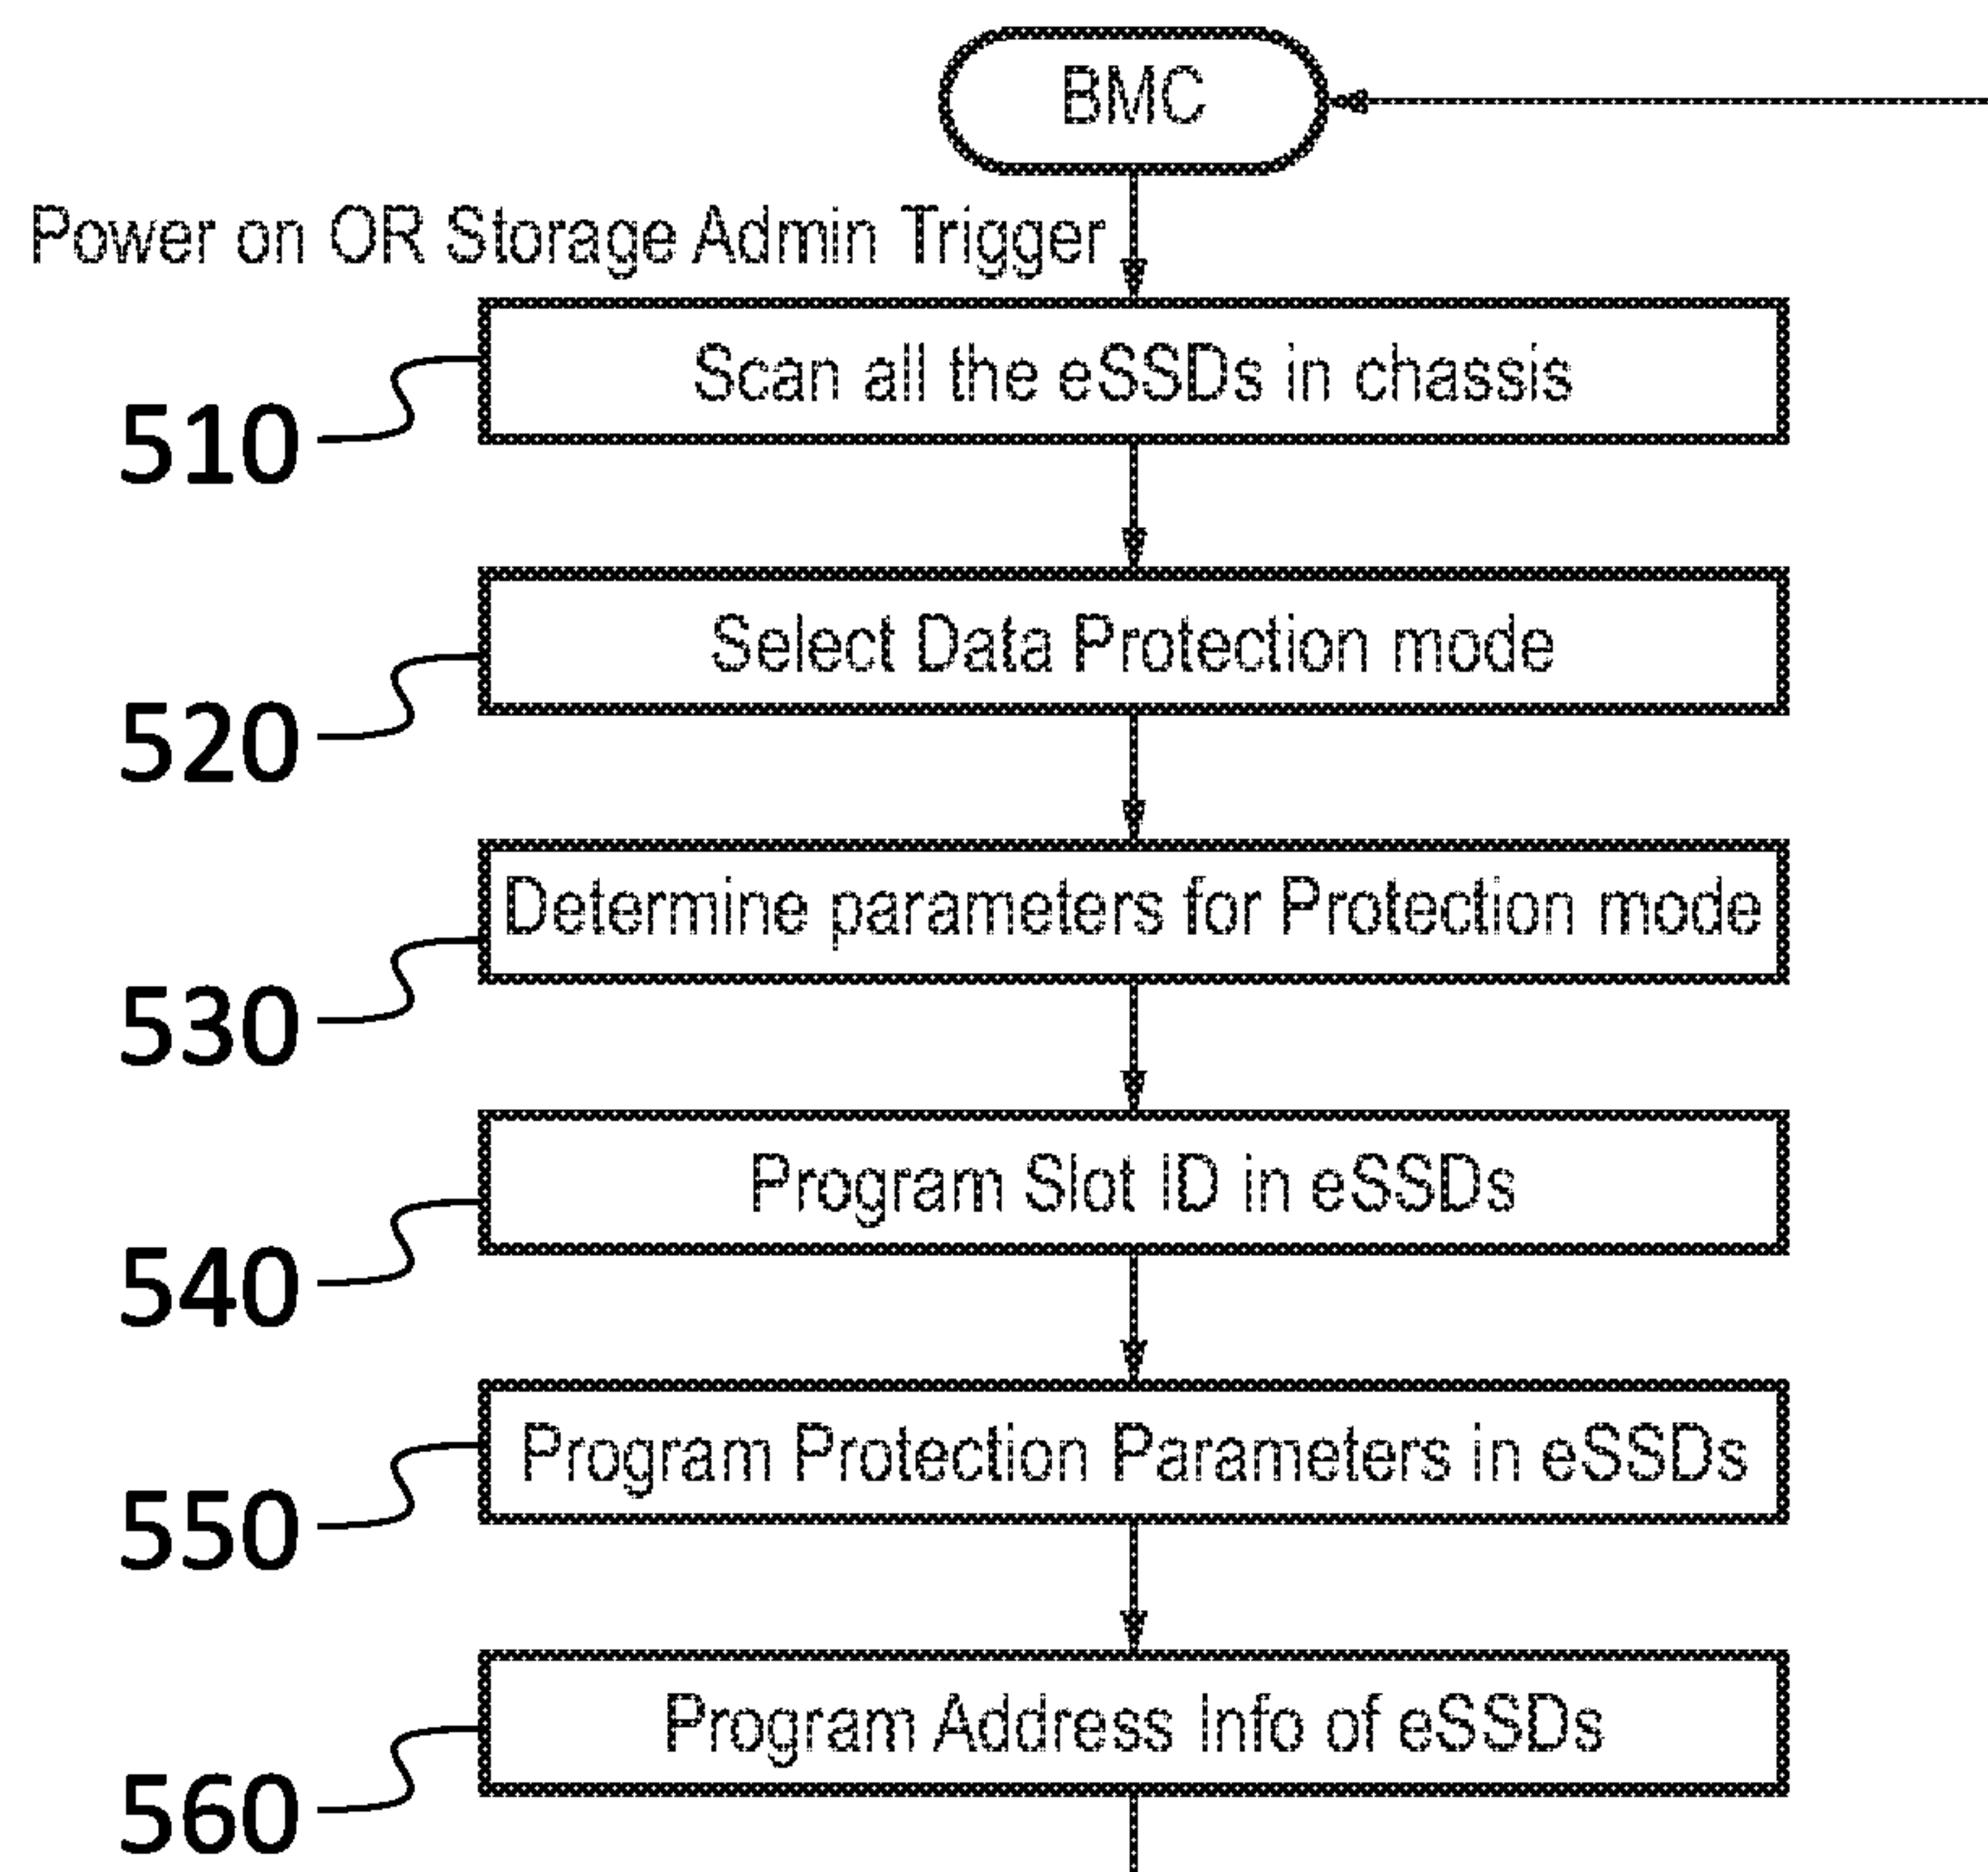 BMC
Power on OR Storage Admin Trigger
Scan all the eSSDs in chassis
510
Select Data Protection mode
520
Determine parameters for Protection mode
530
Program Slot ID in eSSDs
540
Program Protection Parameters in eSSDs
550
Program Address Info of eSSDs
560